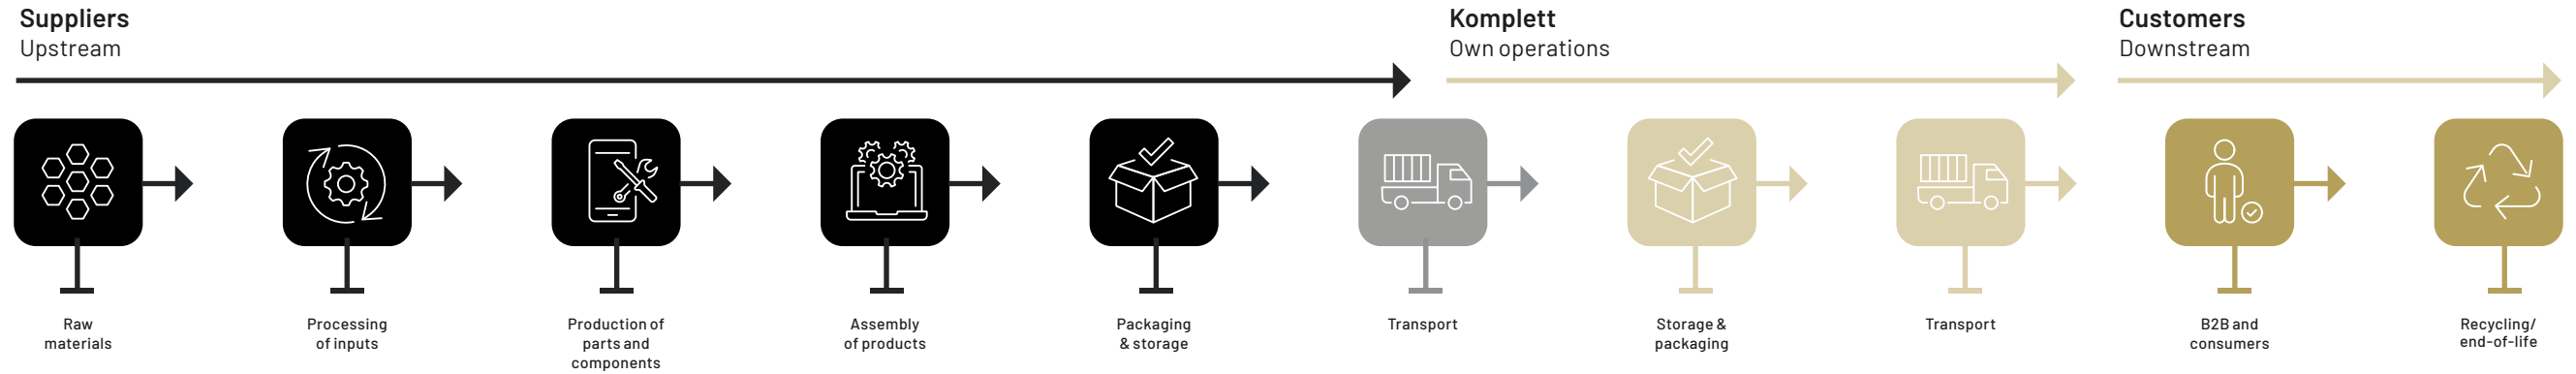 Suppliers
Upstream
Komplett
Own operations
Customers
Downstream
Raw
materials
Processing
of inputs
Production of
parts and
components
Assembly
of products
Packaging
& storage
Transport
Storage &
packaging
Transport
B2B and
consumers
Recycling/
end-of-life